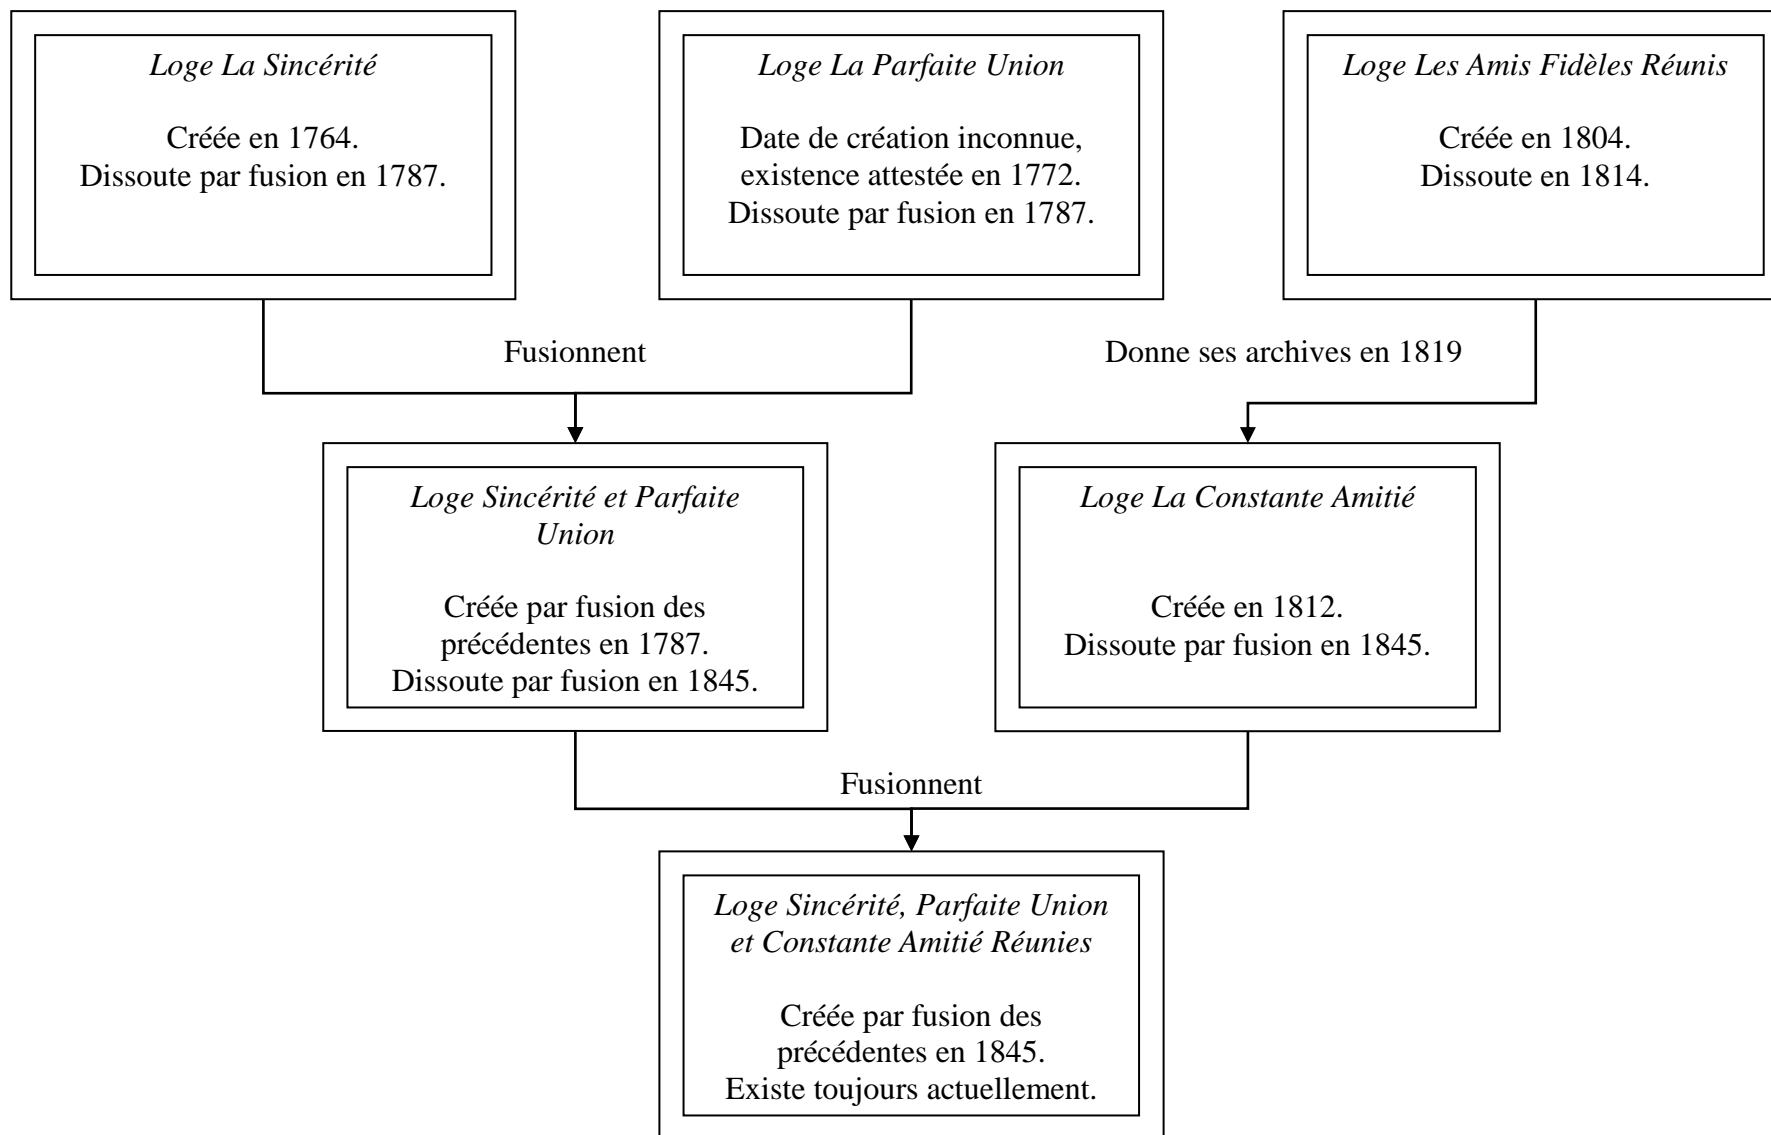 Loge La Sincérité
Créée en 1764.
Dissoute par fusion en 1787.
Loge La Parfaite Union
Date de création inconnue,
existence attestée en 1772.
Dissoute par fusion en 1787.
Loge Les Amis Fidèles Réunis
Créée en 1804.
Dissoute en 1814.
Fusionnent
Donne ses archives en 1819
Loge Sincérité et Parfaite
Union
Créée par fusion des
précédentes en 1787.
Dissoute par fusion en 1845.
Loge La Constante Amitié
Créée en 1812.
Dissoute par fusion en 1845.
Fusionnent
Loge Sincérité, Parfaite Union
et Constante Amitié Réunies
Créée par fusion des
précédentes en 1845.
Existe toujours actuellement.